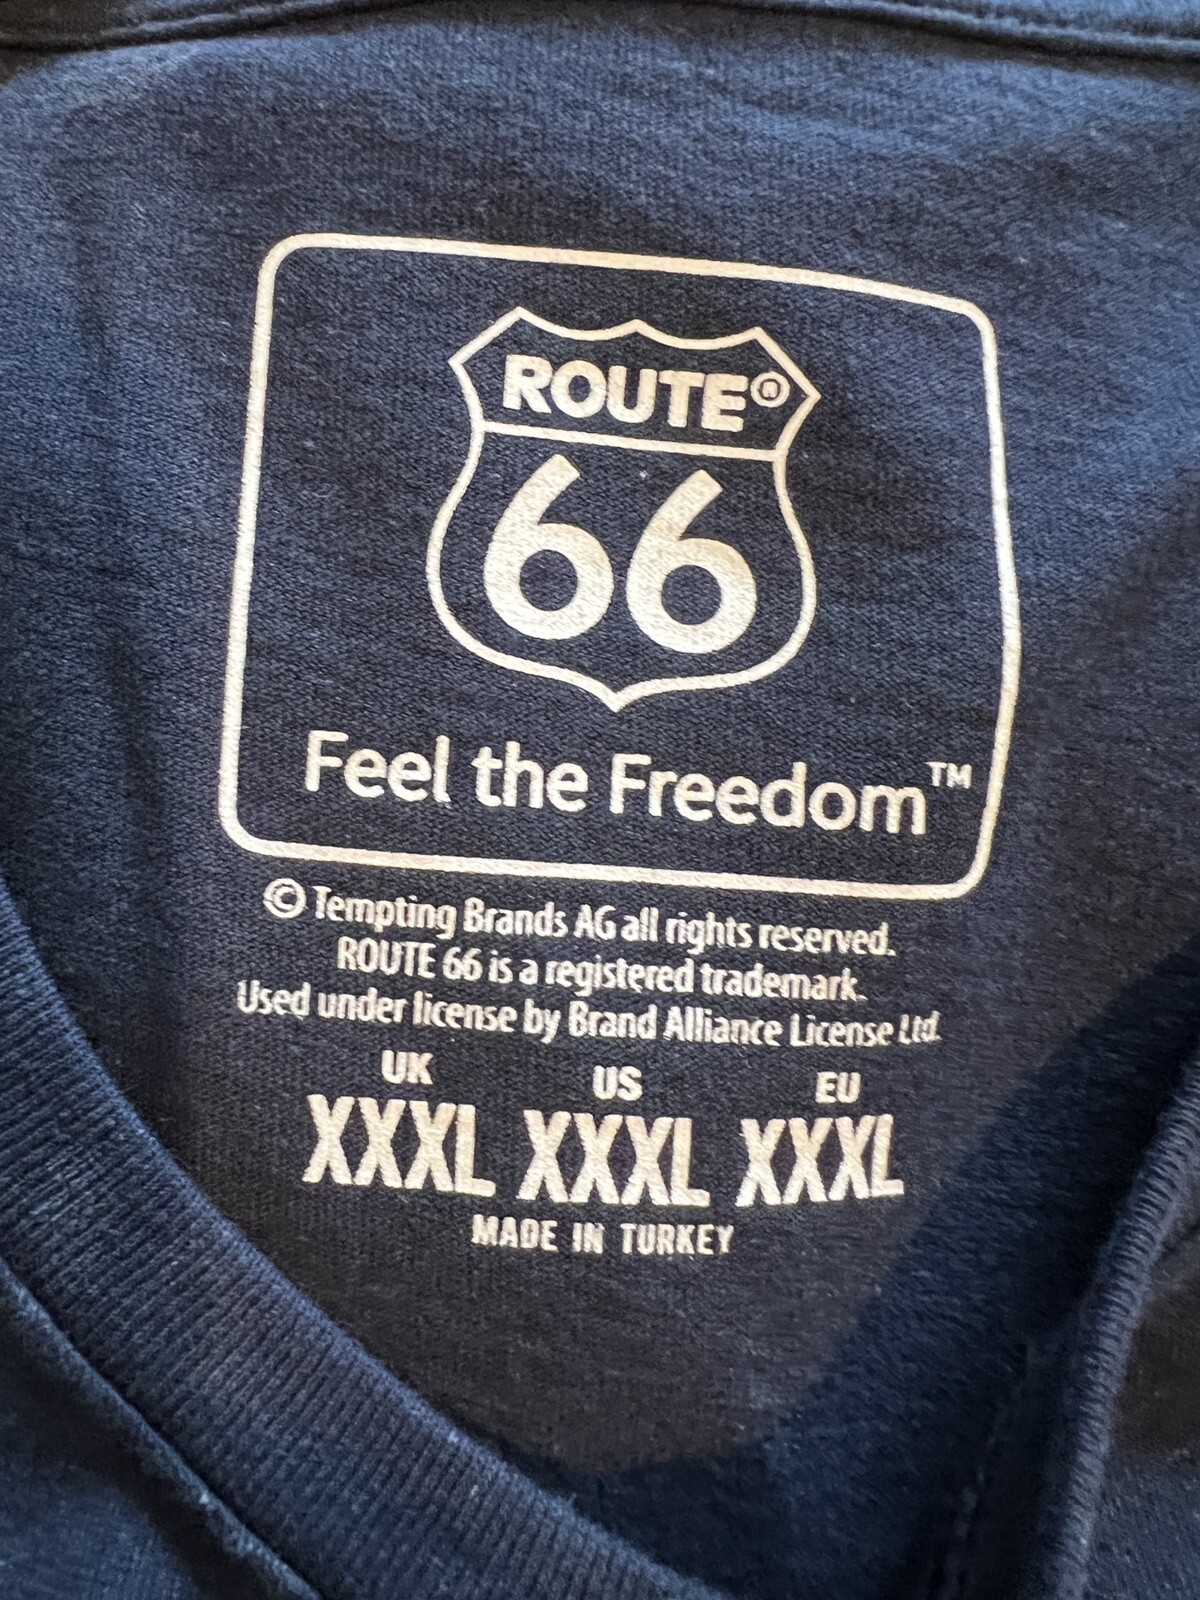 ROUTE®
66
Feel the Freedom™
© Tempting Brands AG all rights reserved.
ROUTE 66 is a registered trademark.
Used under license by Brand Alliance License Ltd.
UK US EU
XXXL XXXL XXXL
MADE IN TURKEY